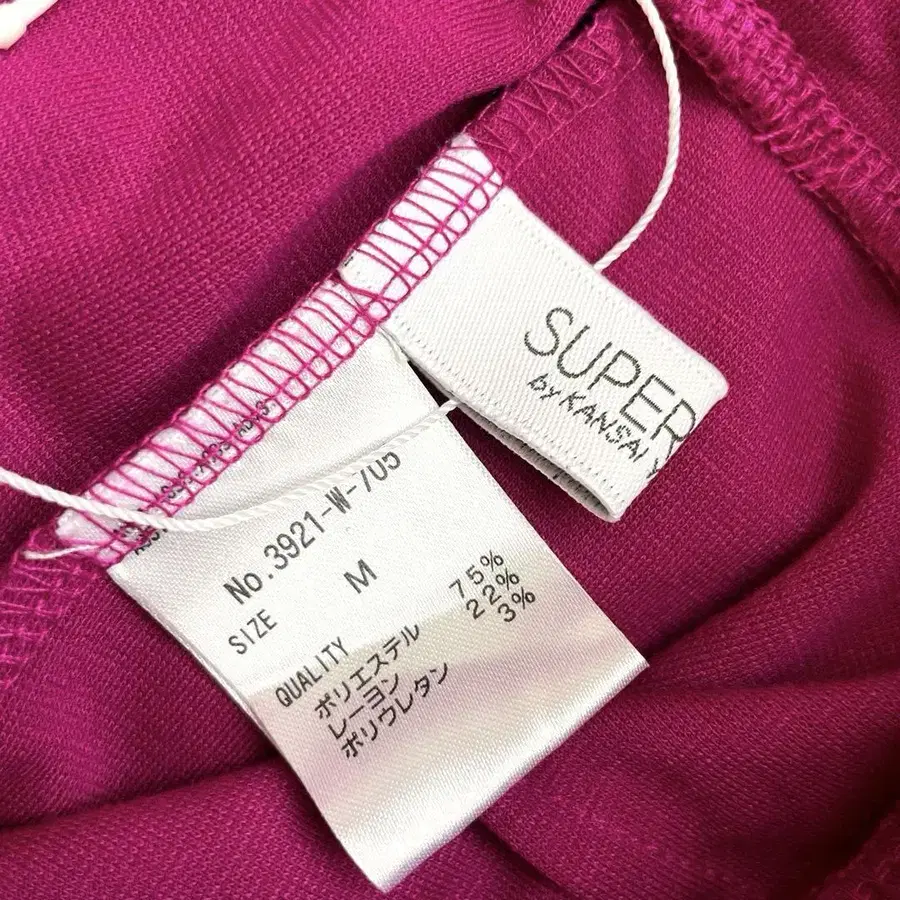 SUPER
by KANSAI
No.3921-W-705
SIZE M
QUALITY
ポリエステル 75%
レーヨン 22%
ポリウレタン 3%